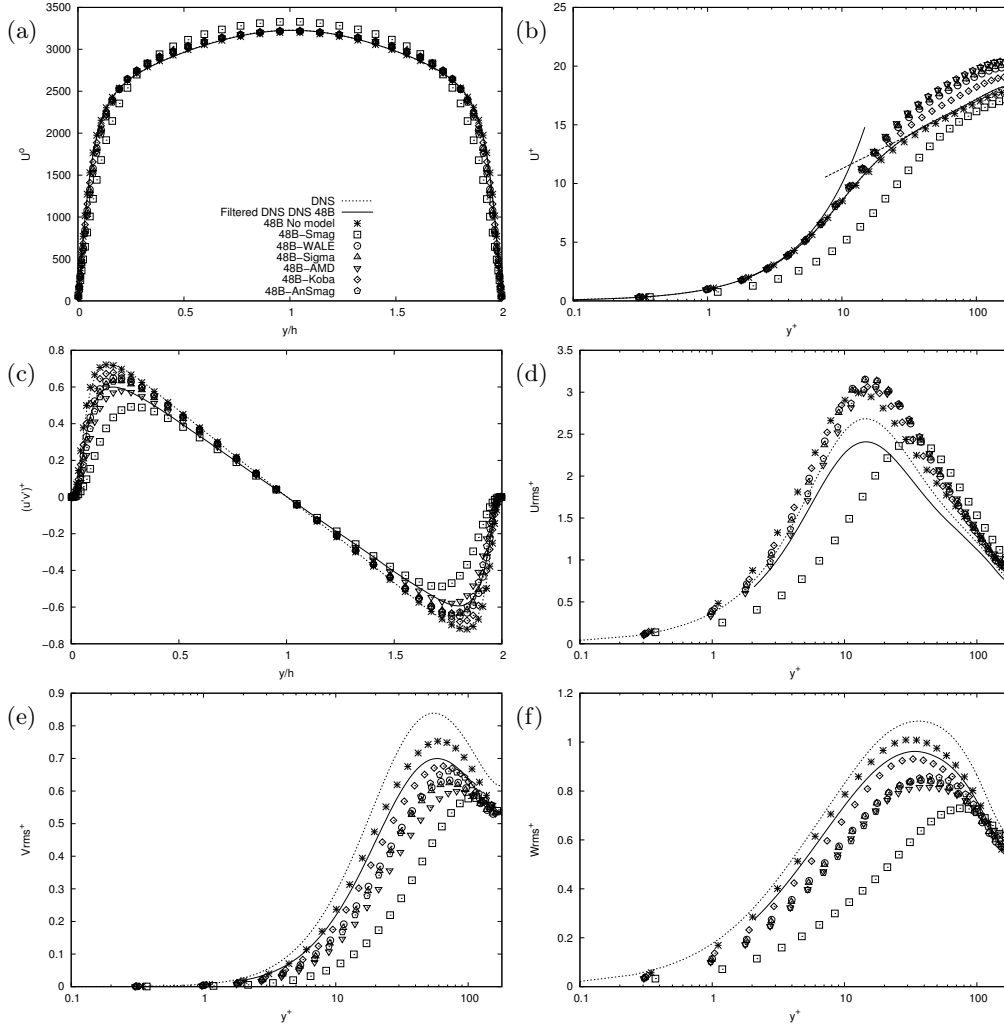 (a)
3500
3000
2500
2000
1500
1000
500
0
U°
0
0.5
1
1.5
2
y/h
DNS
Filtered DNS DNS 48B
48B No model
48B-Smag
48B-WALE
48B-Sigma
48B-AMD
48B-Koba
48B-AnSmag
(b)
25
20
15
10
5
0
U+
0.1
1
10
100
y+
(c)
0.8
0.6
0.4
0.2
0
-0.2
-0.4
-0.6
-0.8
(u'v')+
0
0.5
1
1.5
2
y/h
(d)
3.5
3
2.5
2
1.5
1
0.5
0
Urms+
0.1
1
10
100
y+
(e)
0.9
0.8
0.7
0.6
0.5
0.4
0.3
0.2
0.1
0
Vrms+
0.1
1
10
100
y+
(f)
1.2
1
0.8
0.6
0.4
0.2
0
Wrms+
0.1
1
10
100
y+